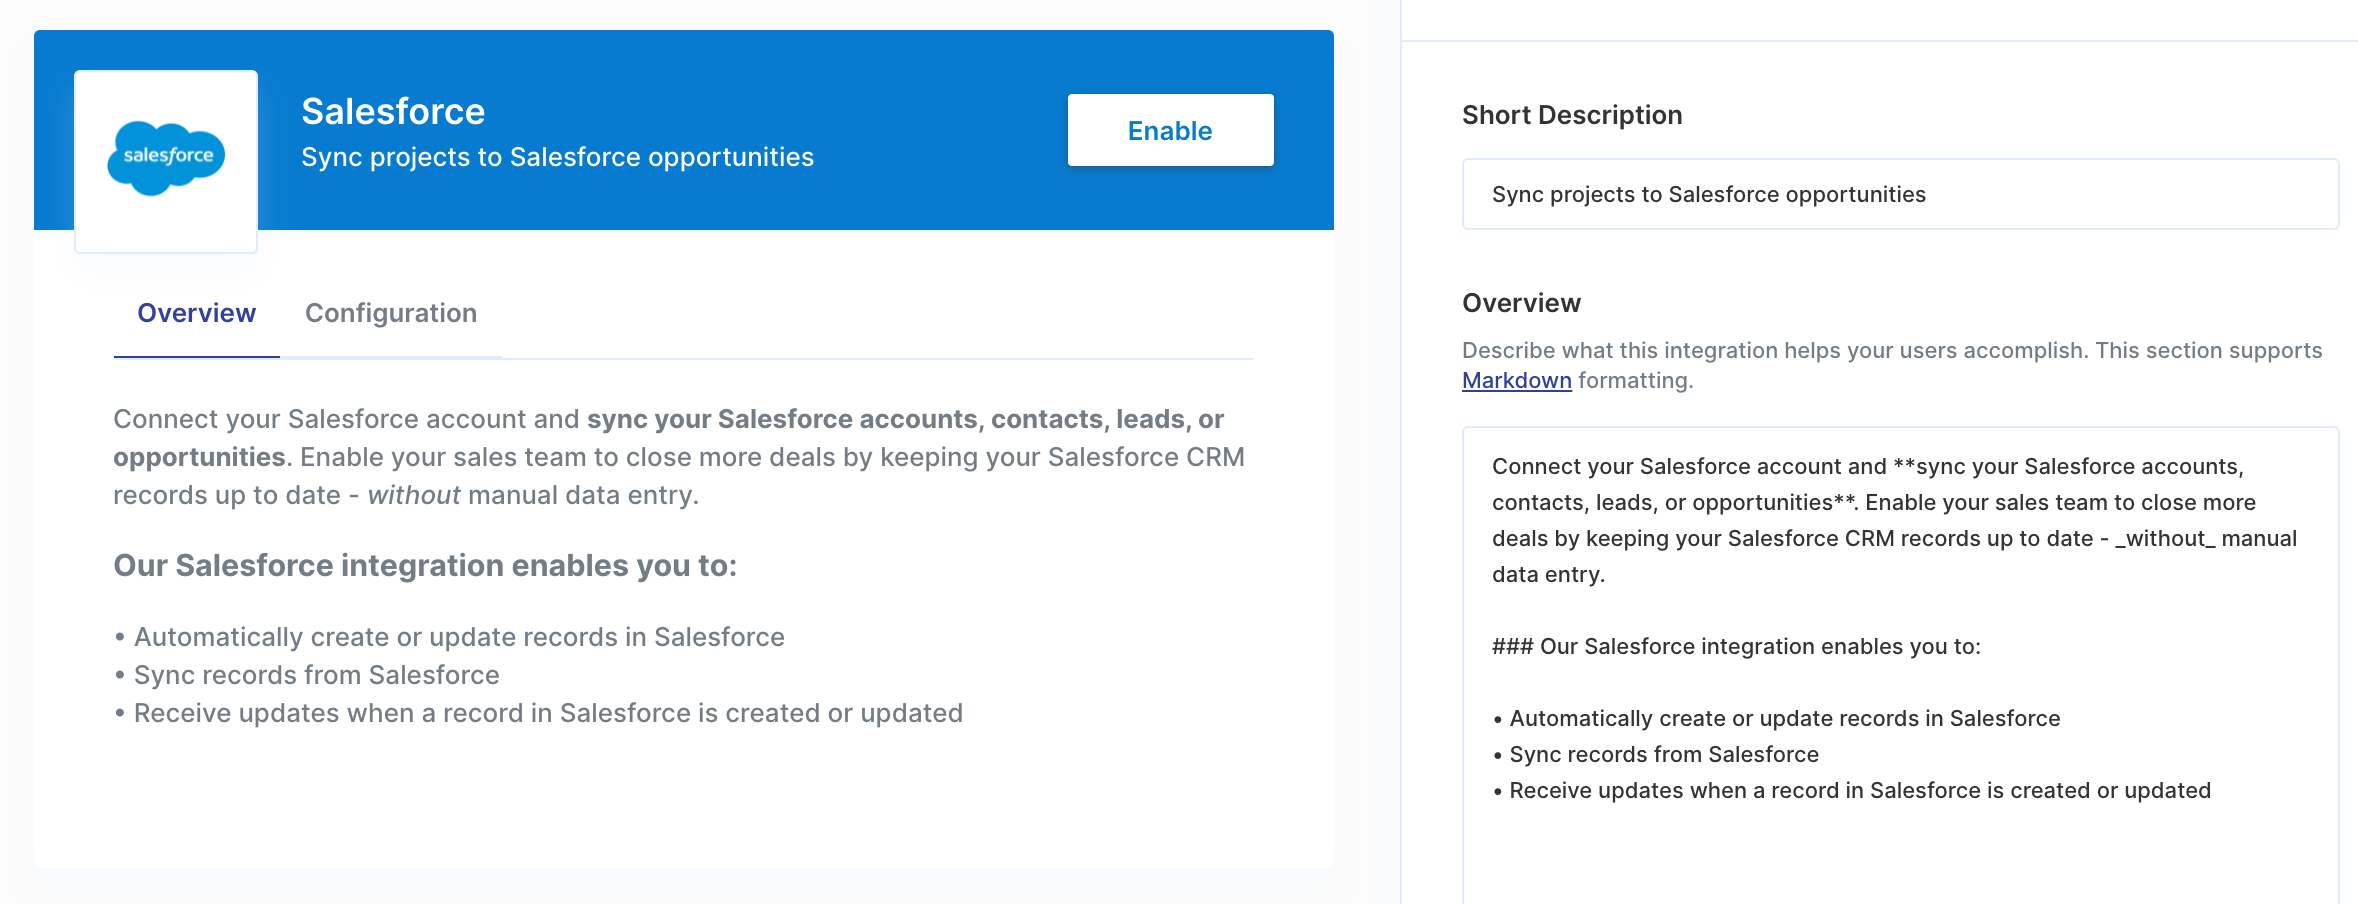 salesforce
Salesforce
Sync projects to Salesforce opportunities
Enable
Overview
Configuration
Connect your Salesforce account and sync your Salesforce accounts, contacts, leads, or
opportunities. Enable your sales team to close more deals by keeping your Salesforce CRM
records up to date - without manual data entry.
Our Salesforce integration enables you to:
• Automatically create or update records in Salesforce
• Sync records from Salesforce
• Receive updates when a record in Salesforce is created or updated
Short Description
Sync projects to Salesforce opportunities
Overview
Describe what this integration helps your users accomplish. This section supports
Markdown formatting.
Connect your Salesforce account and **sync your Salesforce accounts,
contacts, leads, or opportunities**. Enable your sales team to close more
deals by keeping your Salesforce CRM records up to date - _without_ manual
data entry.
### Our Salesforce integration enables you to:
• Automatically create or update records in Salesforce
• Sync records from Salesforce
• Receive updates when a record in Salesforce is created or updated